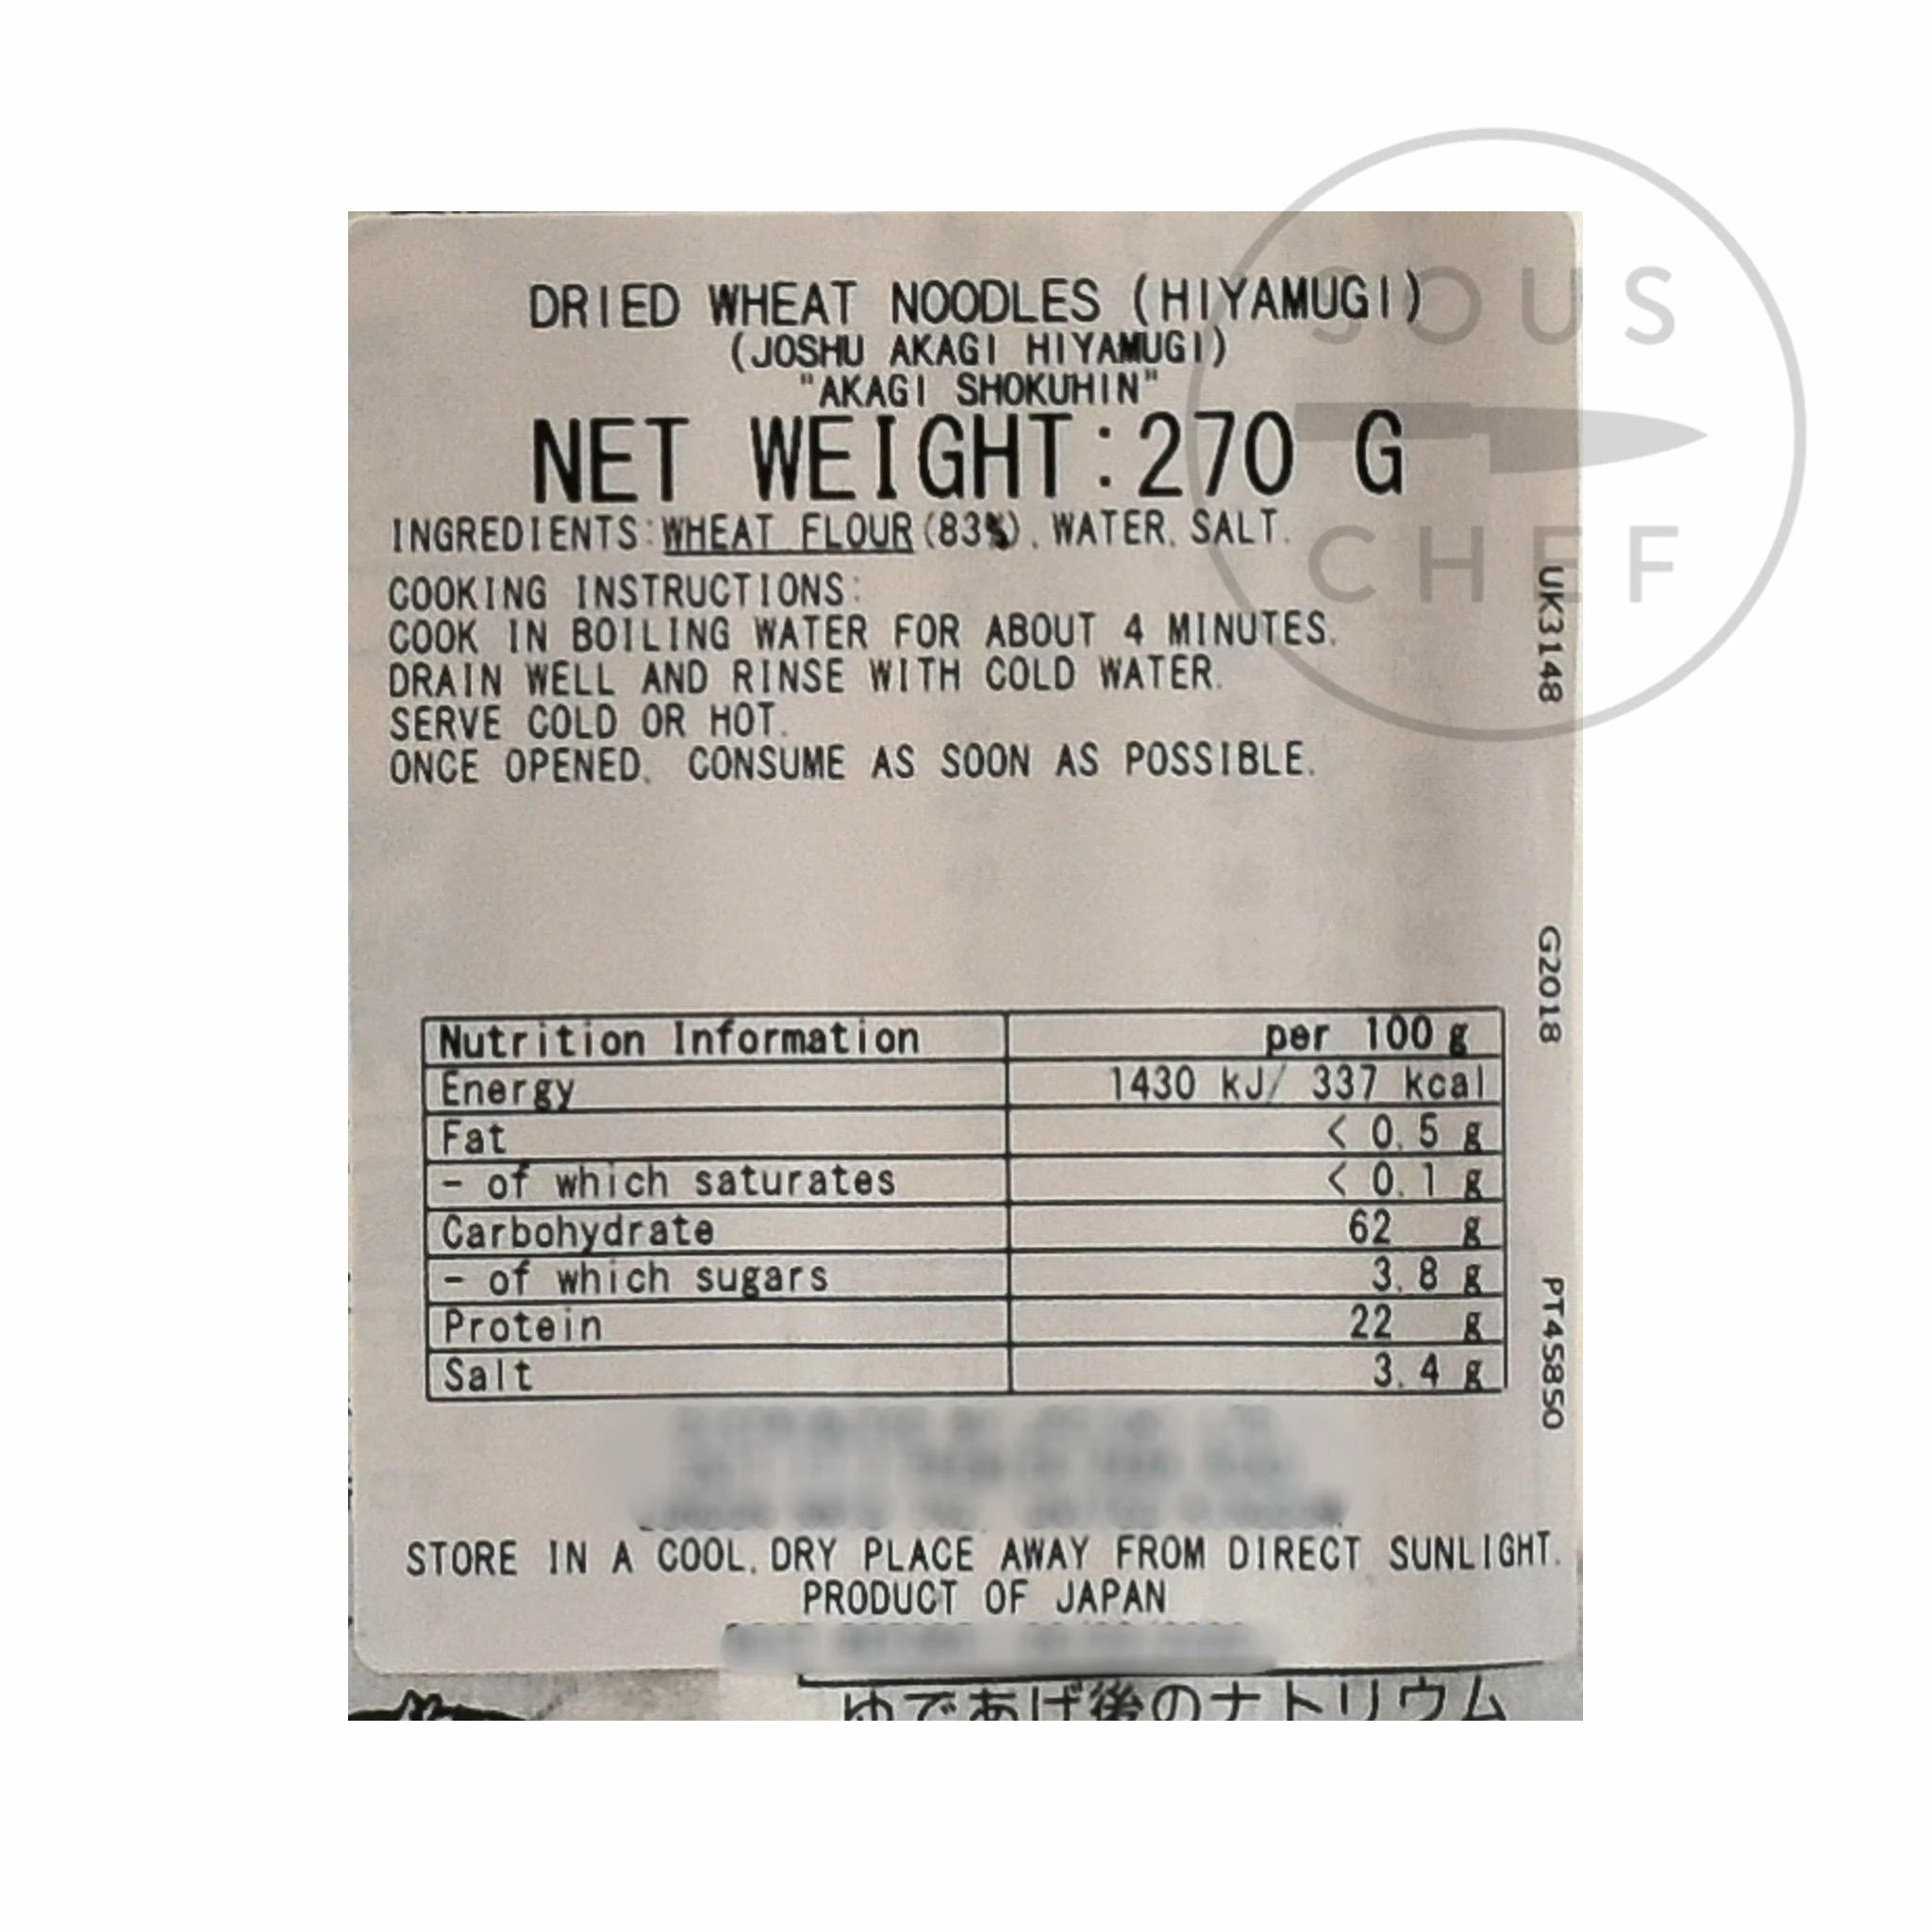 SOUS
CHEF
DRIED WHEAT NOODLES (HIYAMUGI)
(JOSHU AKAGI HIYAMUGI)
"AKAGI SHOKUHIN"
NET WEIGHT:270 G
INGREDIENTS:WHEAT FLOUR(83%), WATER, SALT.
COOKING INSTRUCTIONS:
COOK IN BOILING WATER FOR ABOUT 4 MINUTES.
DRAIN WELL AND RINSE WITH COLD WATER.
SERVE COLD OR HOT.
ONCE OPENED, CONSUME AS SOON AS POSSIBLE.
Nutrition Information per 100 g
Energy 1430 kJ/ 337 kcal
Fat < 0.5 g
- of which saturates < 0.1 g
Carbohydrate 62 g
- of which sugars 3.8 g
Protein 22 g
Salt 3.4 g
STORE IN A COOL, DRY PLACE AWAY FROM DIRECT SUNLIGHT.
PRODUCT OF JAPAN
UK3148
G2018
PT45850
ゆであげ後のナトリウム